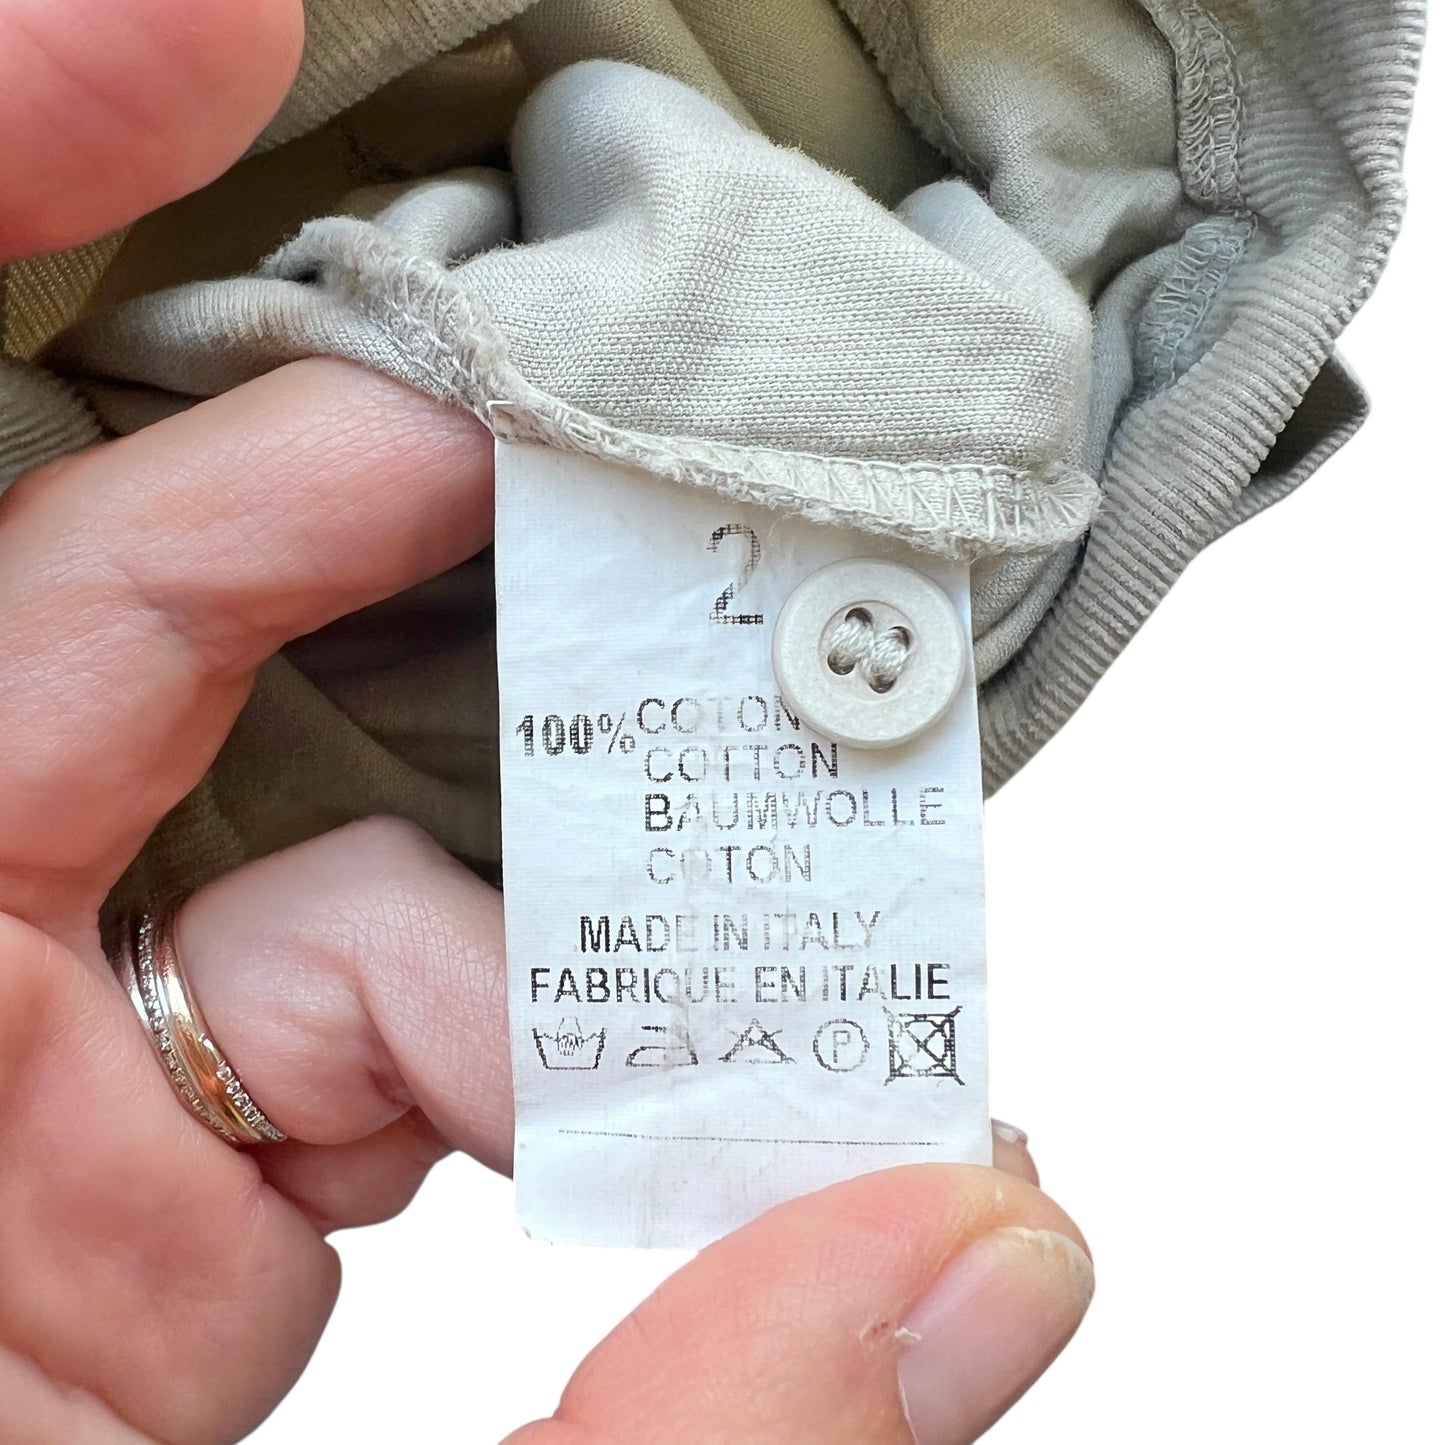 2
100% COTON
COTTON
BAUMWOLLE
COTON
MADE IN ITALY
FABRIQUE EN ITALIE
P